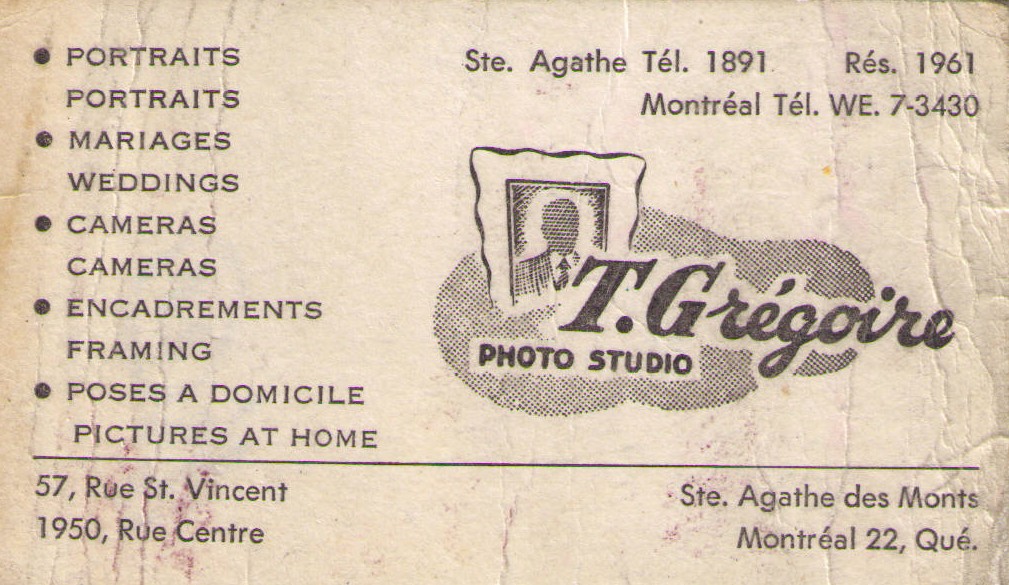 • PORTRAITS
PORTRAITS
• MARIAGES
WEDDINGS
• CAMERAS
CAMERAS
• ENCADREMENTS
FRAMING
• POSES A DOMICILE
PICTURES AT HOME
Ste. Agathe Tél. 1891 Rés. 1961
Montréal Tél. WE. 7-3430
T. Grégoire
PHOTO STUDIO
57, Rue St. Vincent Ste. Agathe des Monts
1950, Rue Centre Montréal 22, Qué.